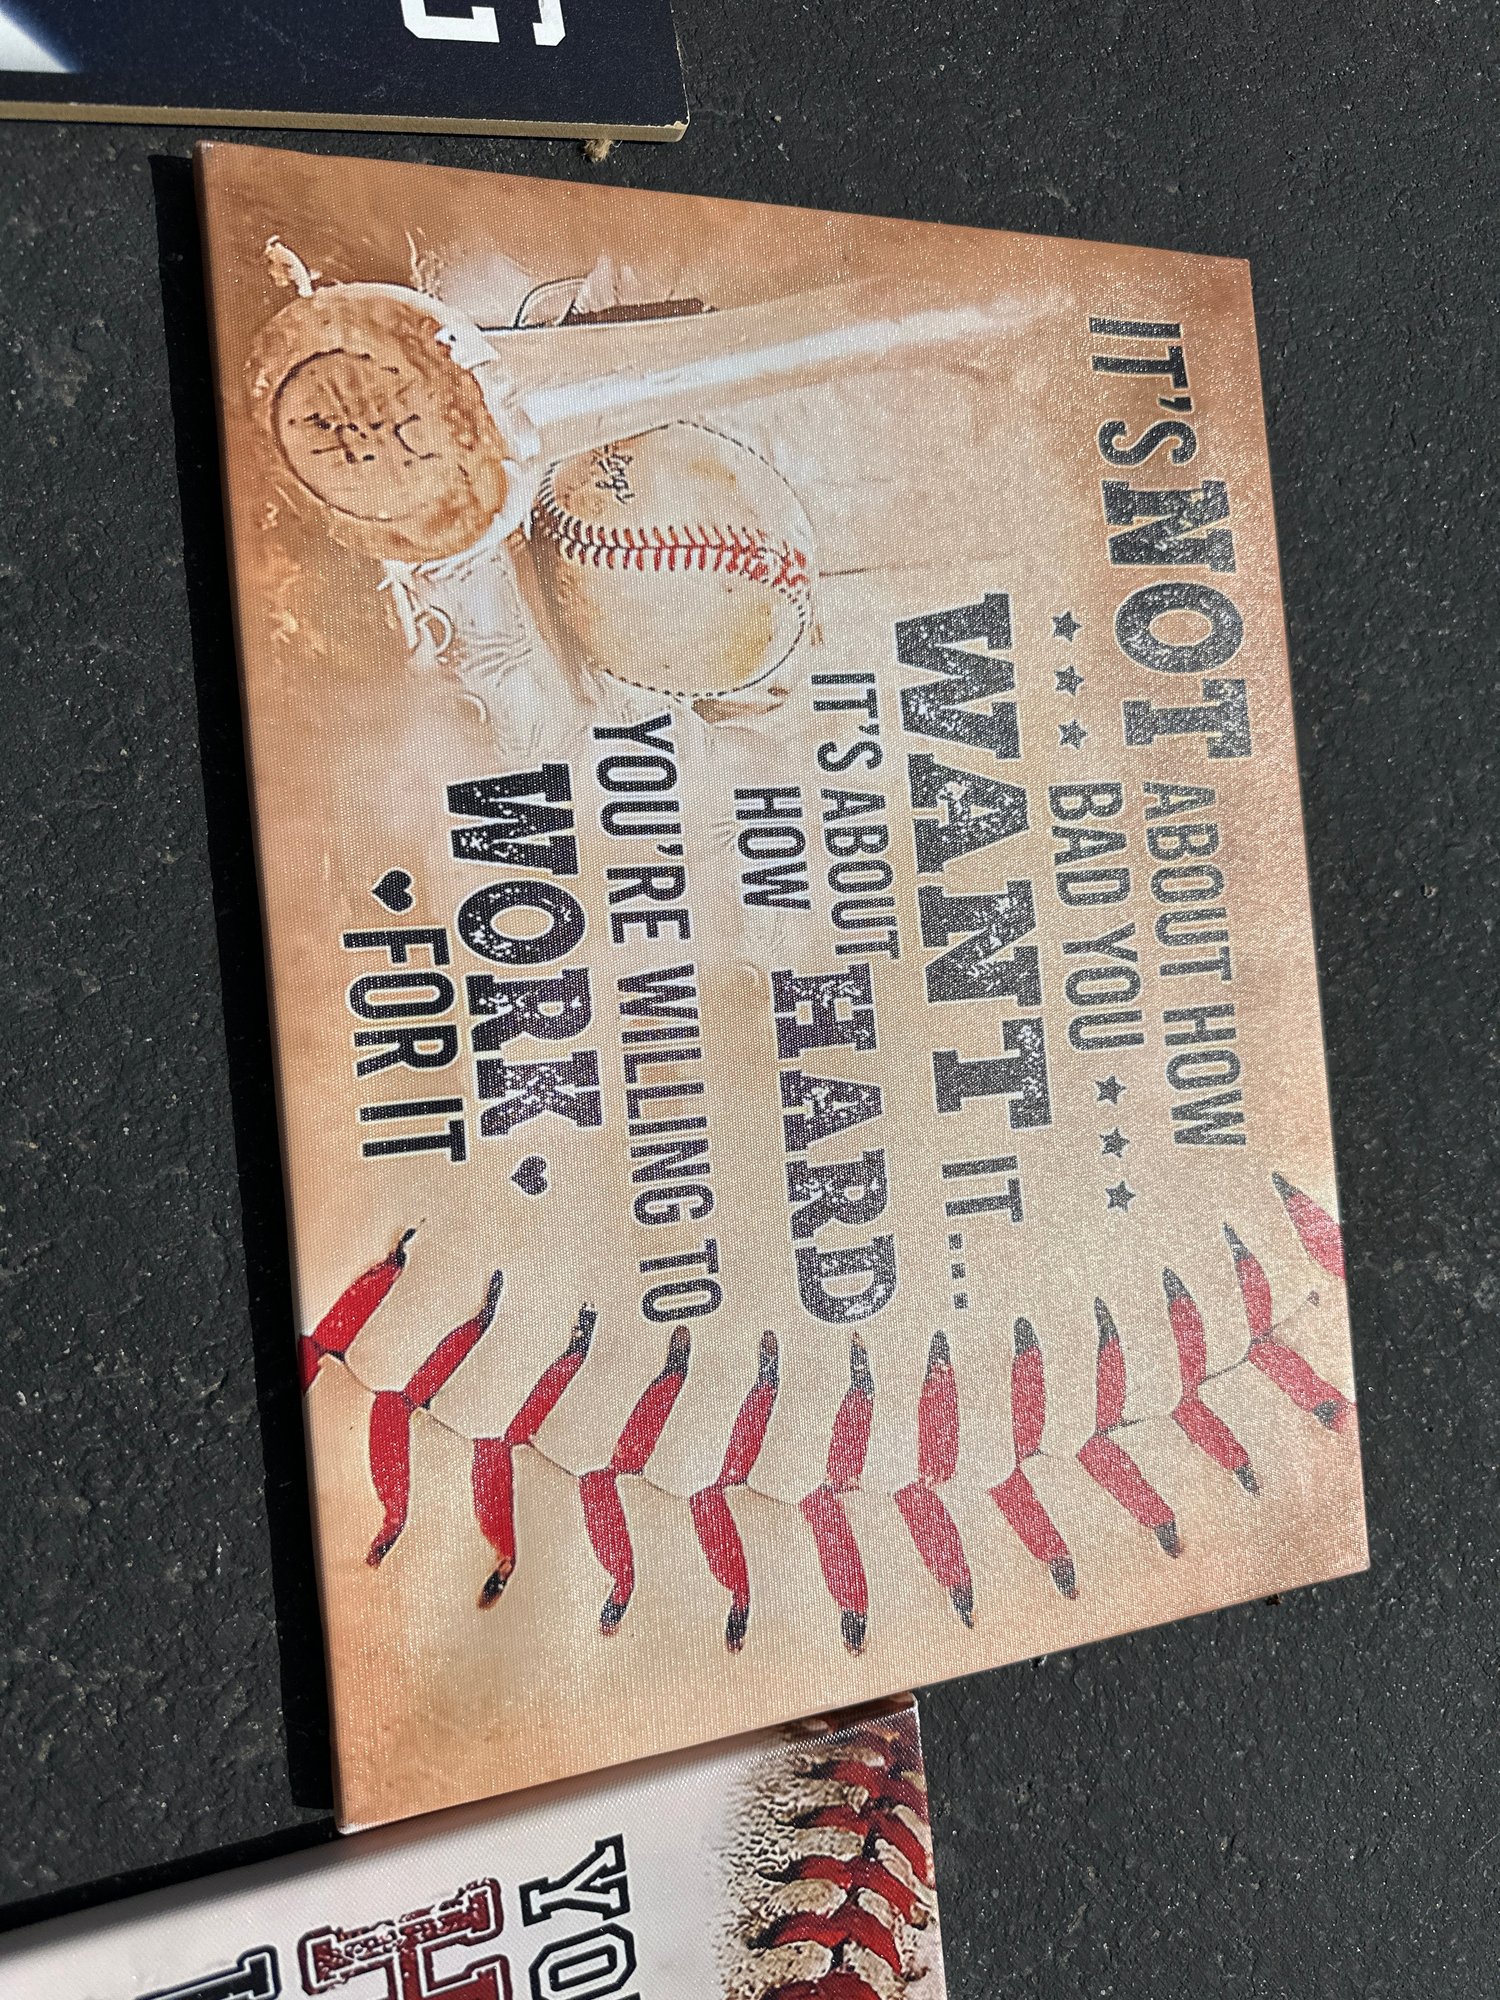 IT'S NOT ABOUT HOW
BAD YOU
WANT IT...
IT'S ABOUT
HOW
HARD
YOU'RE WILLING TO
WORK
FOR IT